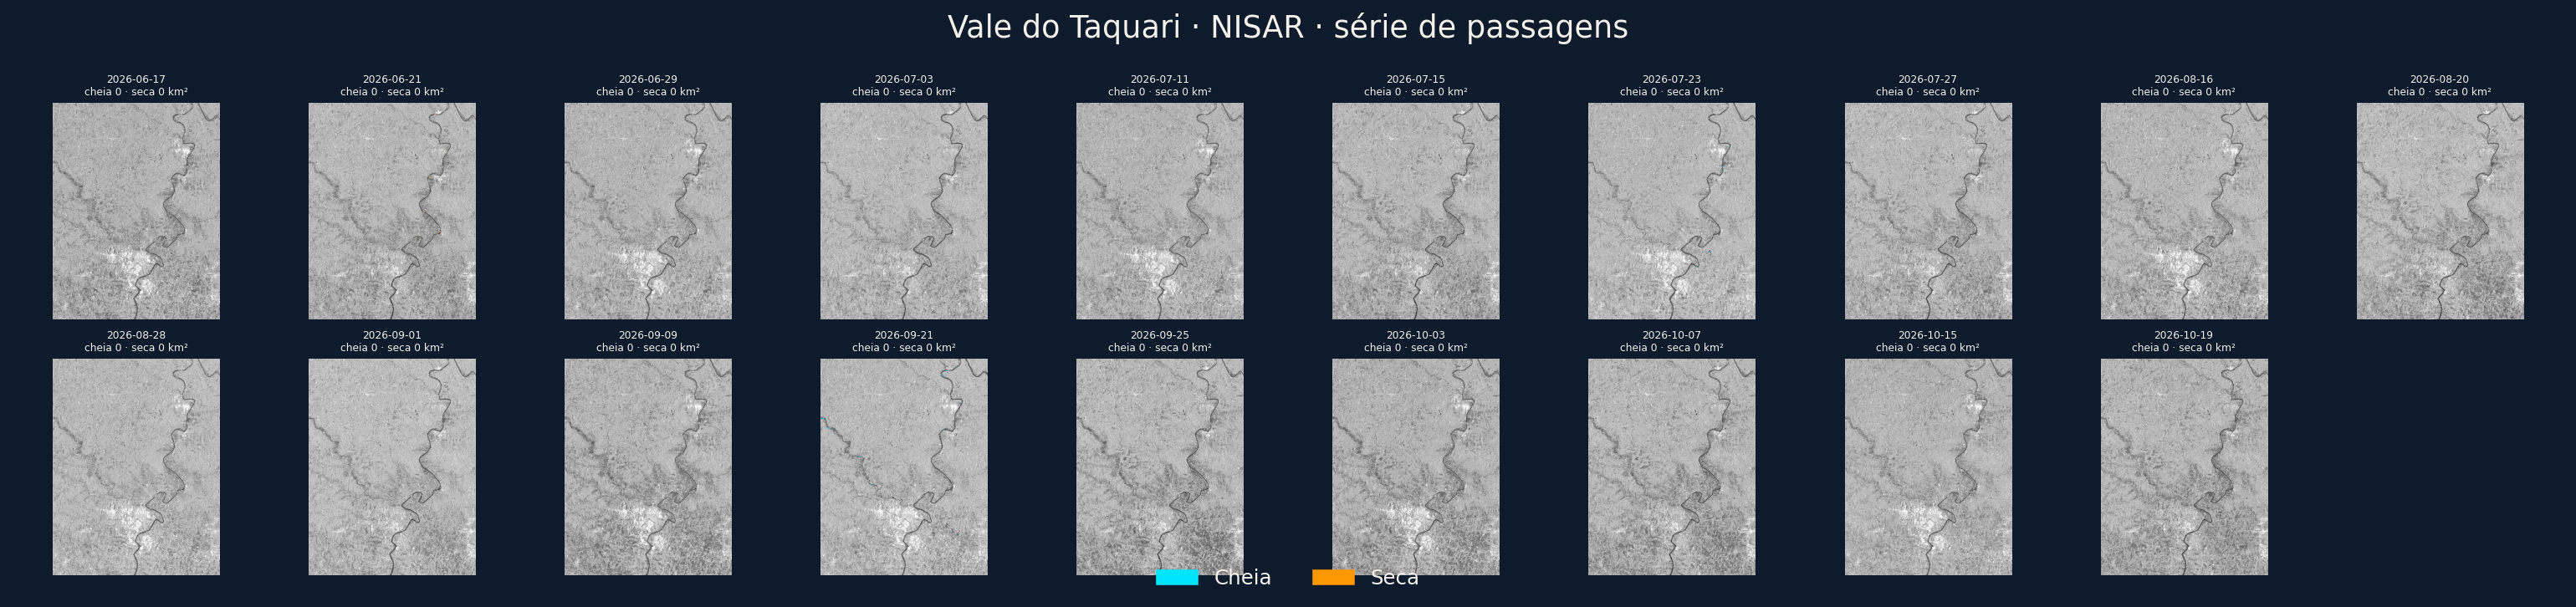 Vale do Taquari · NISAR · série de passagens
2026-06-17
cheia 0 · seca 0 km²
2026-06-21
cheia 0 · seca 0 km²
2026-06-29
cheia 0 · seca 0 km²
2026-07-03
cheia 0 · seca 0 km²
2026-07-11
cheia 0 · seca 0 km²
2026-07-15
cheia 0 · seca 0 km²
2026-07-23
cheia 0 · seca 0 km²
2026-07-27
cheia 0 · seca 0 km²
2026-08-16
cheia 0 · seca 0 km²
2026-08-20
cheia 0 · seca 0 km²
2026-08-28
cheia 0 · seca 0 km²
2026-09-01
cheia 0 · seca 0 km²
2026-09-09
cheia 0 · seca 0 km²
2026-09-21
cheia 0 · seca 0 km²
2026-09-25
cheia 0 · seca 0 km²
2026-10-03
cheia 0 · seca 0 km²
2026-10-07
cheia 0 · seca 0 km²
2026-10-15
cheia 0 · seca 0 km²
2026-10-19
cheia 0 · seca 0 km²
Cheia
Seca